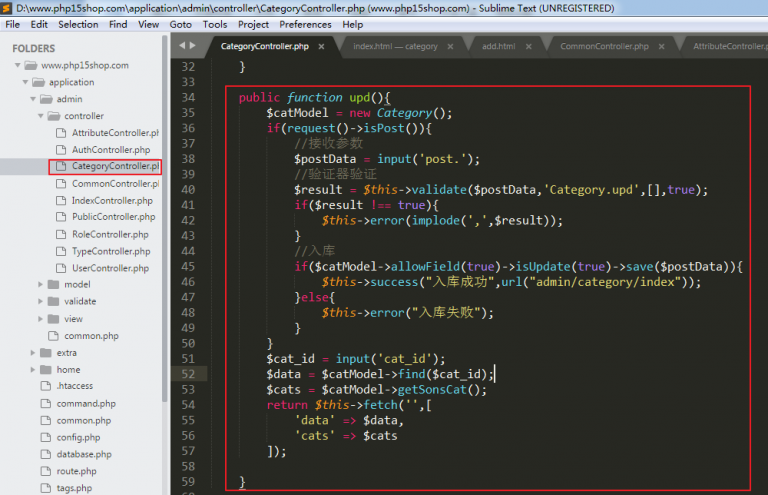 D:\www.php15shop.com\application\admin\controller\CategoryController.php (www.php15shop.com) - Sublime Text (UNREGISTERED)
File Edit Selection Find View Goto Tools Project Preferences Help
FOLDERS
www.php15shop.com
application
admin
controller
AttributeController.ph
AuthController.php
CategoryController.pl
CommonController.p
IndexController.php
PublicController.php
RoleController.php
TypeController.php
UserController.php
model
validate
view
common.php
extra
home
.htaccess
command.php
common.php
config.php
database.php
route.php
tags.php
CategoryController.php × index.html — category × add.html × CommonController.php × AttributeController.p
32 }
33
34 public function upd(){
35 $catModel = new Category();
36 if(request()->isPost()){
37 //接收参数
38 $postData = input('post.');
39 //验证器验证
40 $result = $this->validate($postData,'Category.upd',[],true);
41 if($result !== true){
42 $this->error(implode(',',$result));
43 }
44 //入库
45 if($catModel->allowField(true)->isUpdate(true)->save($postData)){
46 $this->success("入库成功",url("admin/category/index"));
47 }else{
48 $this->error("入库失败");
49 }
50 }
51 $cat_id = input('cat_id');
52 $data = $catModel->find($cat_id);
53 $cats = $catModel->getSonsCat();
54 return $this->fetch('',[
55 'data' => $data,
56 'cats' => $cats
57 ]);
58
59 }